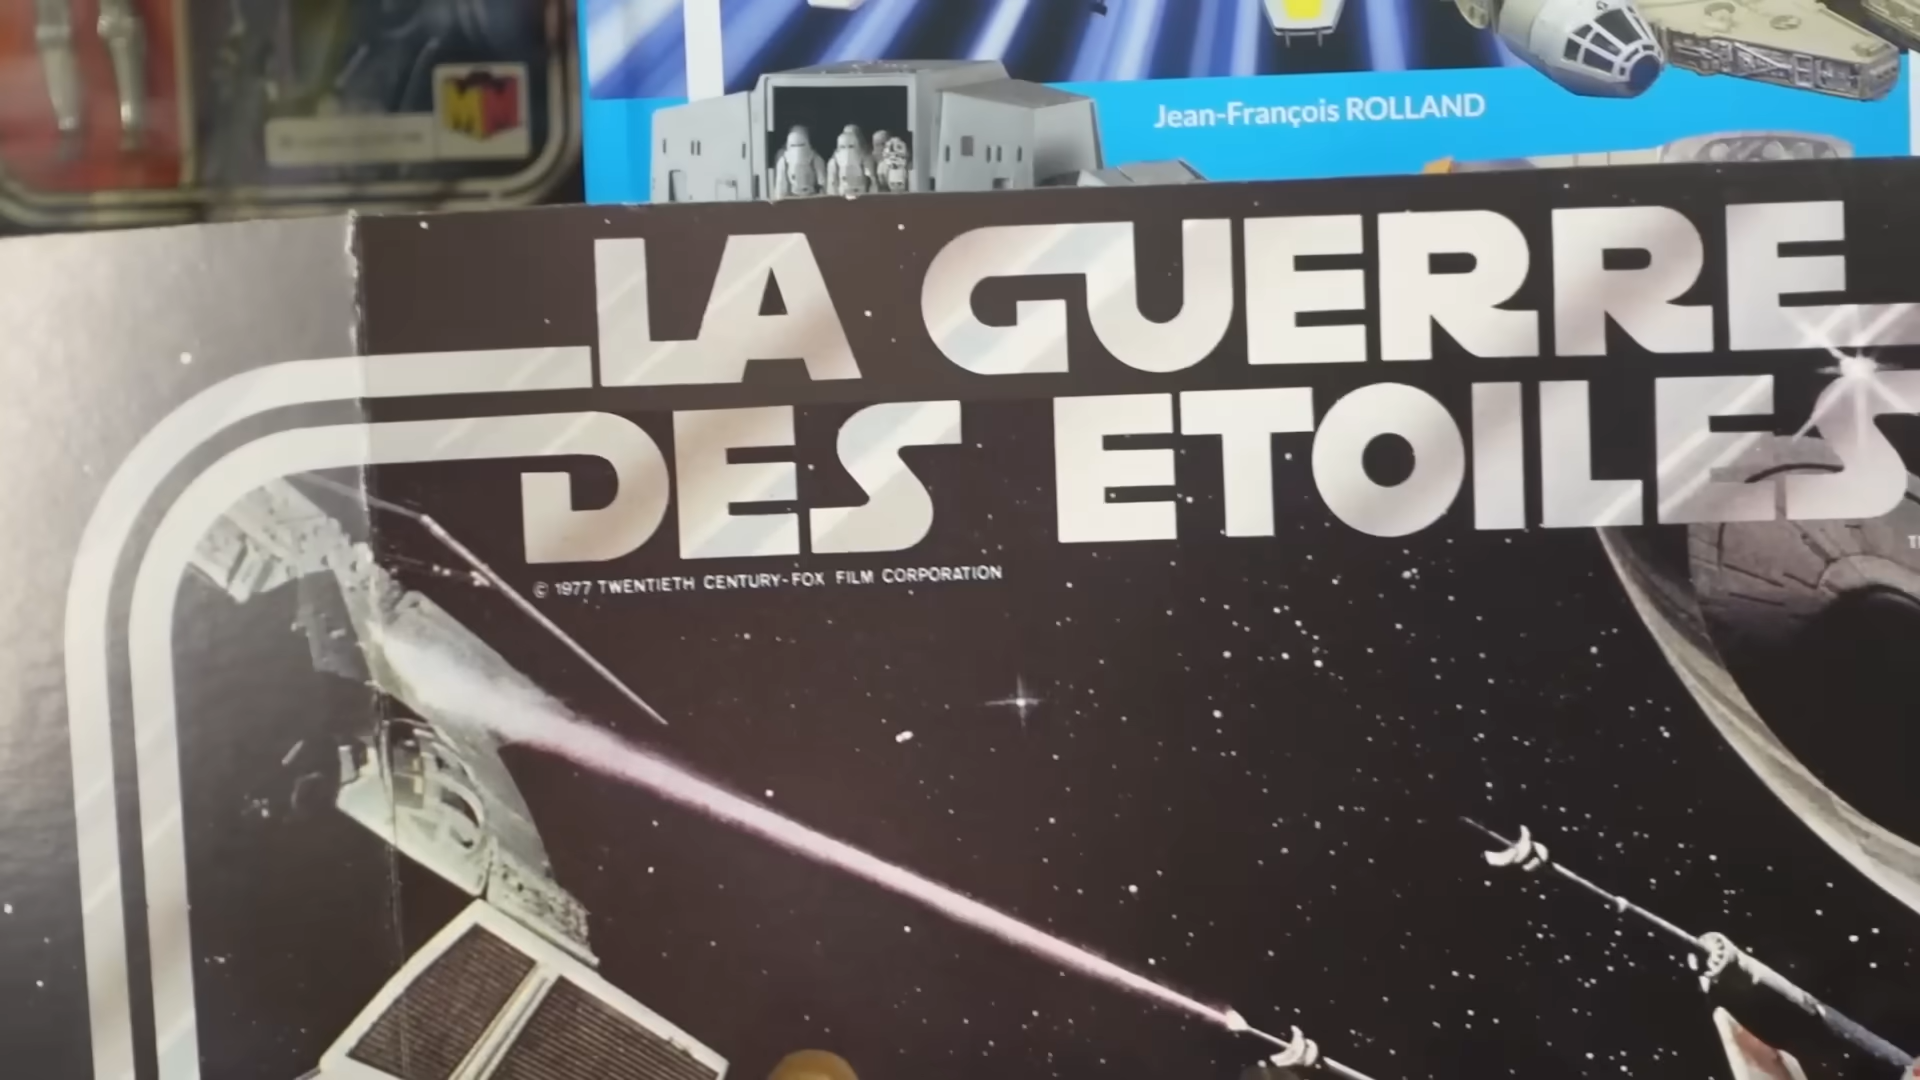 Jean-François ROLLAND
LA GUERRE
DES ETOILES
© 1977 TWENTIETH CENTURY-FOX FILM CORPORATION